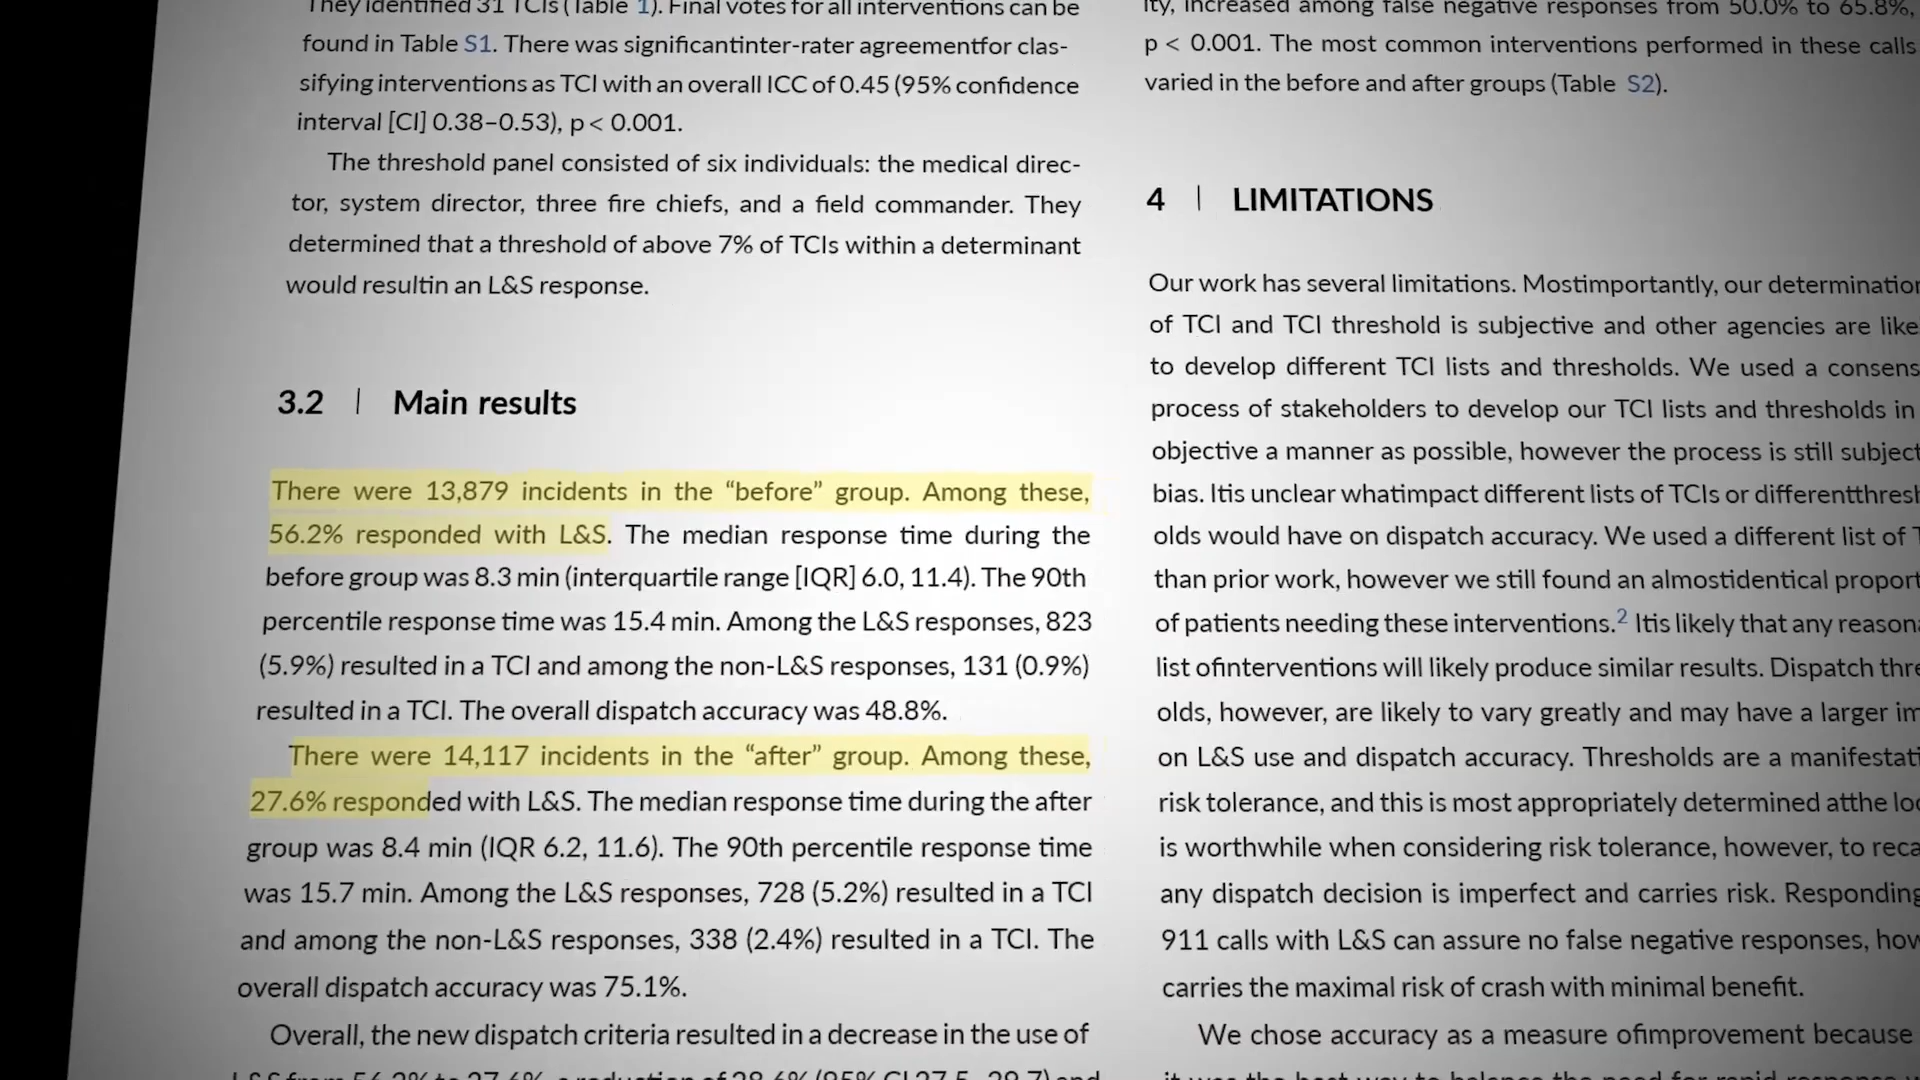 They identified 31 TCIs (Table 1). Final votes for all interventions can be
found in Table S1. There was significantinter-rater agreementfor clas-
sifying interventions as TCI with an overall ICC of 0.45 (95% confidence
interval [CI] 0.38–0.53), p < 0.001.
The threshold panel consisted of six individuals: the medical direc-
tor, system director, three fire chiefs, and a field commander. They
determined that a threshold of above 7% of TCIs within a determinant
would resultin an L&S response.
3.2 | Main results
There were 13,879 incidents in the “before” group. Among these,
56.2% responded with L&S. The median response time during the
before group was 8.3 min (interquartile range [IQR] 6.0, 11.4). The 90th
percentile response time was 15.4 min. Among the L&S responses, 823
(5.9%) resulted in a TCI and among the non-L&S responses, 131 (0.9%)
resulted in a TCI. The overall dispatch accuracy was 48.8%.
There were 14,117 incidents in the “after” group. Among these,
27.6% responded with L&S. The median response time during the after
group was 8.4 min (IQR 6.2, 11.6). The 90th percentile response time
was 15.7 min. Among the L&S responses, 728 (5.2%) resulted in a TCI
and among the non-L&S responses, 338 (2.4%) resulted in a TCI. The
overall dispatch accuracy was 75.1%.
Overall, the new dispatch criteria resulted in a decrease in the use of
L&S from 56.2% to 27.6%, a reduction of 28.6% (95% CI 27.5, 29.7) and
ity, increased among false negative responses from 50.0% to 65.8%,
p < 0.001. The most common interventions performed in these calls
varied in the before and after groups (Table S2).
4 | LIMITATIONS
Our work has several limitations. Mostimportantly, our determination
of TCI and TCI threshold is subjective and other agencies are like
to develop different TCI lists and thresholds. We used a consens
process of stakeholders to develop our TCI lists and thresholds in
objective a manner as possible, however the process is still subject
bias. Itis unclear whatimpact different lists of TCIs or differentthresh
olds would have on dispatch accuracy. We used a different list of T
than prior work, however we still found an almostidentical proport
of patients needing these interventions.2 Itis likely that any reasona
list ofinterventions will likely produce similar results. Dispatch thre
olds, however, are likely to vary greatly and may have a larger im
on L&S use and dispatch accuracy. Thresholds are a manifestati
risk tolerance, and this is most appropriately determined atthe loc
is worthwhile when considering risk tolerance, however, to reca
any dispatch decision is imperfect and carries risk. Responding
911 calls with L&S can assure no false negative responses, how
carries the maximal risk of crash with minimal benefit.
We chose accuracy as a measure ofimprovement because